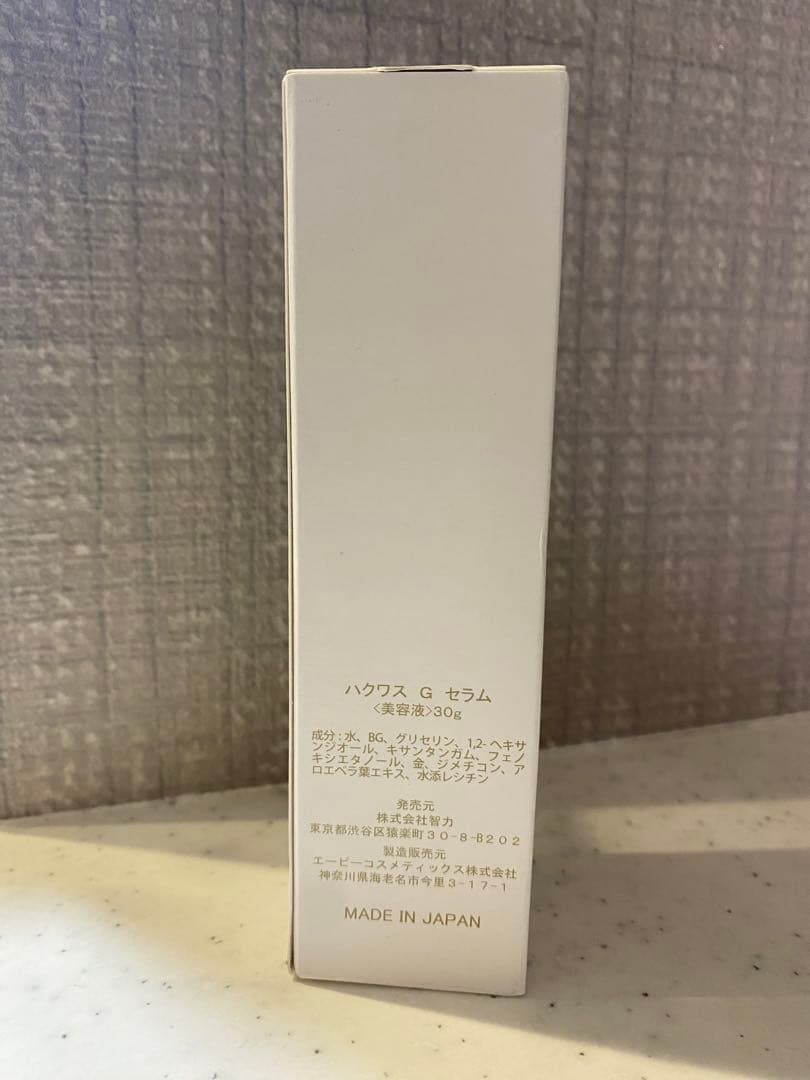 ハクワス G セラム
〈美容液〉30g
成分:水、BG、グリセリン、1,2-ヘキサ
ンジオール、キサンタンガム、フェノ
キシエタノール、金、ジメチコン、ア
ロエベラ葉エキス、水添レシチン
発売元
株式会社智力
東京都渋谷区猿楽町30-8-B202
製造販売元
エーピーコスメティックス株式会社
神奈川県海老名市今里3-17-1
MADE IN JAPAN